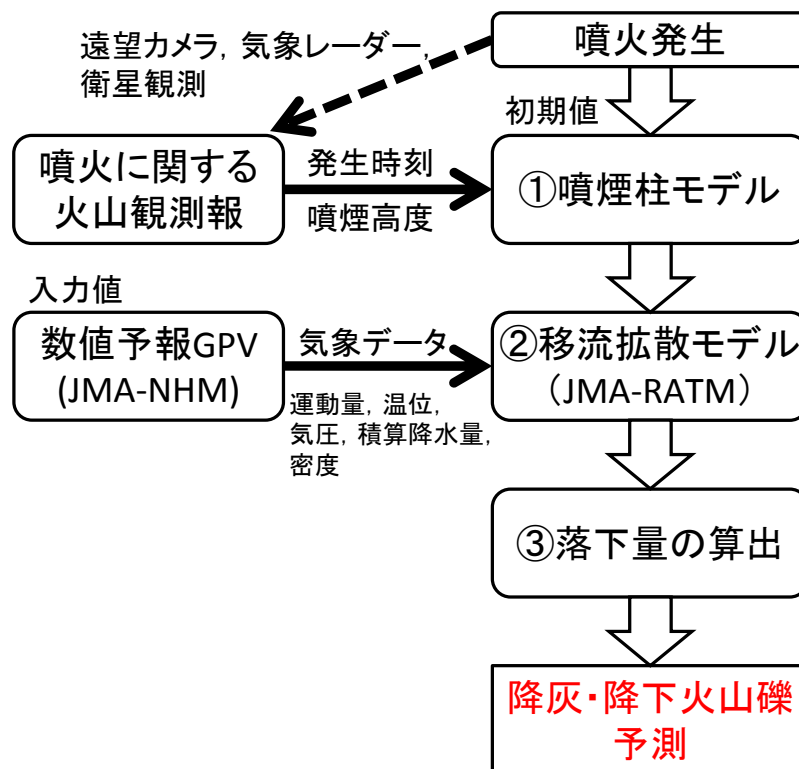 噴火発生
遠望カメラ, 気象レーダー,
衛星観測
初期値
噴火に関する
火山観測報
発生時刻
噴煙高度
①噴煙柱モデル
入力値
数値予報GPV
(JMA-NHM)
気象データ
運動量, 温位,
気圧, 積算降水量,
密度
②移流拡散モデル
（JMA-RATM）
③落下量の算出
降灰・降下火山礫
予測